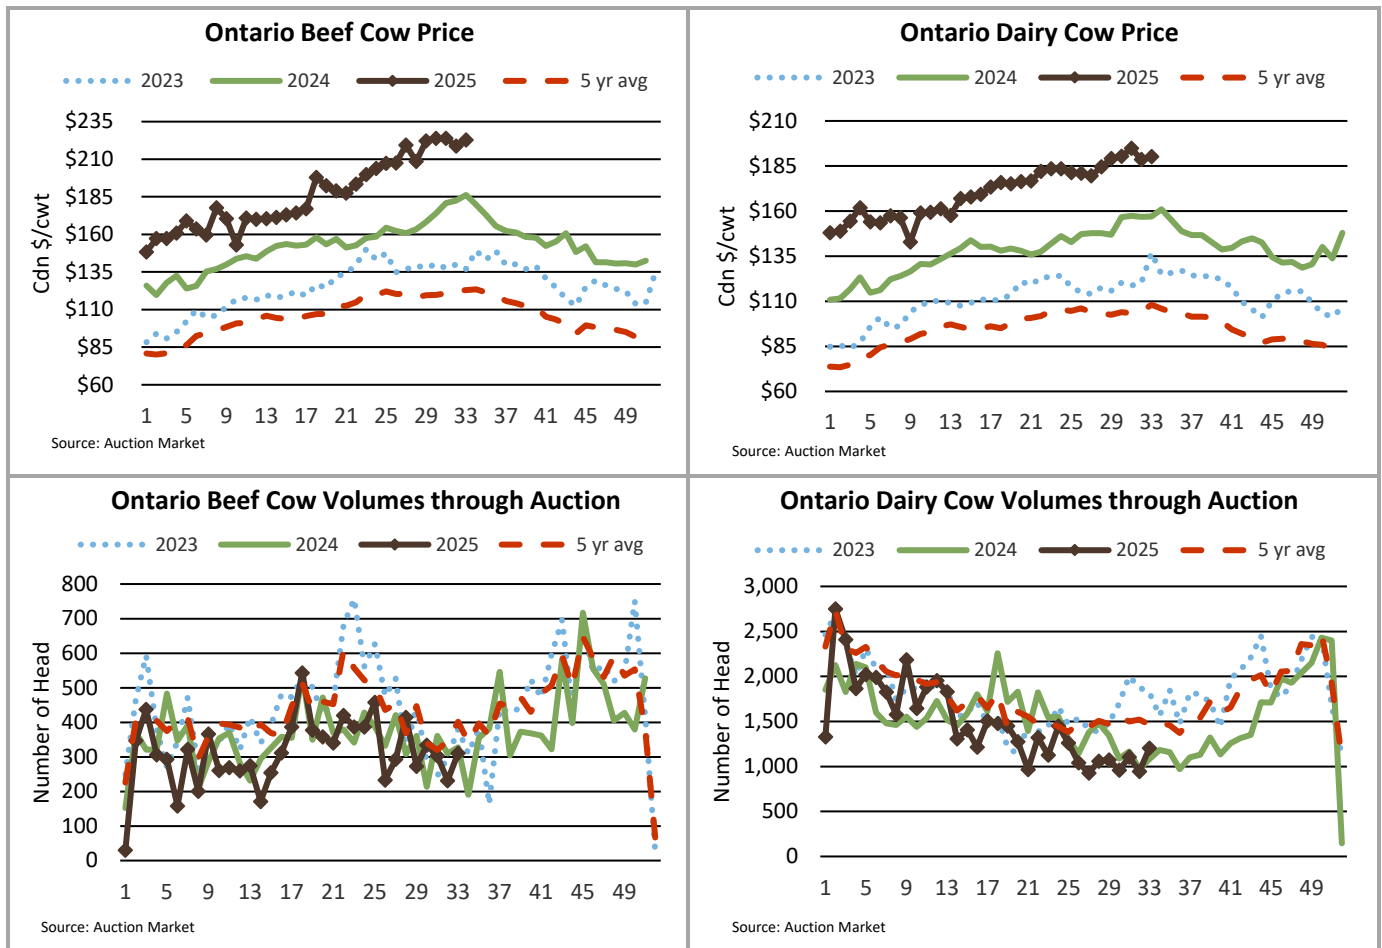 Ontario Beef Cow Price
2023 2024 2025 5 yr avg
Cdn $/cwt
$235
$210
$185
$160
$135
$110
$85
$60
1 5 9 13 17 21 25 29 33 37 41 45 49
Source: Auction Market
Ontario Dairy Cow Price
2023 2024 2025 5 yr avg
Cdn $/cwt
$210
$185
$160
$135
$110
$85
$60
1 5 9 13 17 21 25 29 33 37 41 45 49
Source: Auction Market
Ontario Beef Cow Volumes through Auction
2023 2024 2025 5 yr avg
Number of Head
800
700
600
500
400
300
200
100
0
1 5 9 13 17 21 25 29 33 37 41 45 49
Source: Auction Market
Ontario Dairy Cow Volumes through Auction
2023 2024 2025 5 yr avg
Number of Head
3,000
2,500
2,000
1,500
1,000
500
0
1 5 9 13 17 21 25 29 33 37 41 45 49
Source: Auction Market